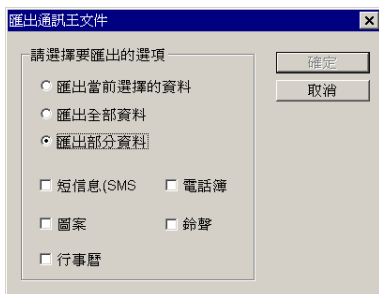 匯出通訊王文件
請選擇要匯出的選項
匯出當前選擇的資料
匯出全部資料
匯出部分資料
短信息(SMS
電話簿
圖案
鈴聲
行事曆
確定
取消